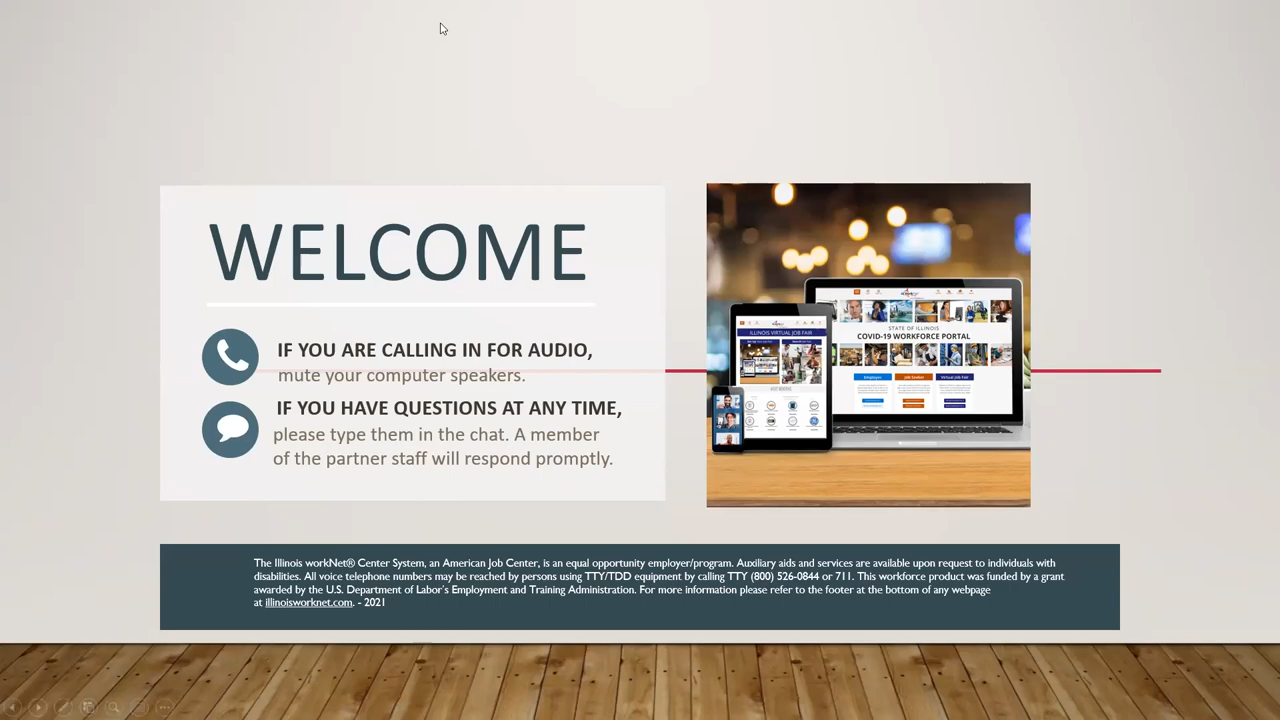 WELCOME
IF YOU ARE CALLING IN FOR AUDIO,
mute your computer speakers.
IF YOU HAVE QUESTIONS AT ANY TIME,
please type them in the chat. A member
of the partner staff will respond promptly.
ILLINOIS VIRTUAL JOB FAIR
STATE OF ILLINOIS
COVID-19 WORKFORCE PORTAL
Employer
Job Seeker
Virtual Job Fair
The Illinois workNet® Center System, an American Job Center, is an equal opportunity employer/program. Auxiliary aids and services are available upon request to individuals with
disabilities. All voice telephone numbers may be reached by persons using TTY/TDD equipment by calling TTY (800) 526-0844 or 711. This workforce product was funded by a grant
awarded by the U.S. Department of Labor's Employment and Training Administration. For more information please refer to the footer at the bottom of any webpage
at illinoisworknet.com. - 2021